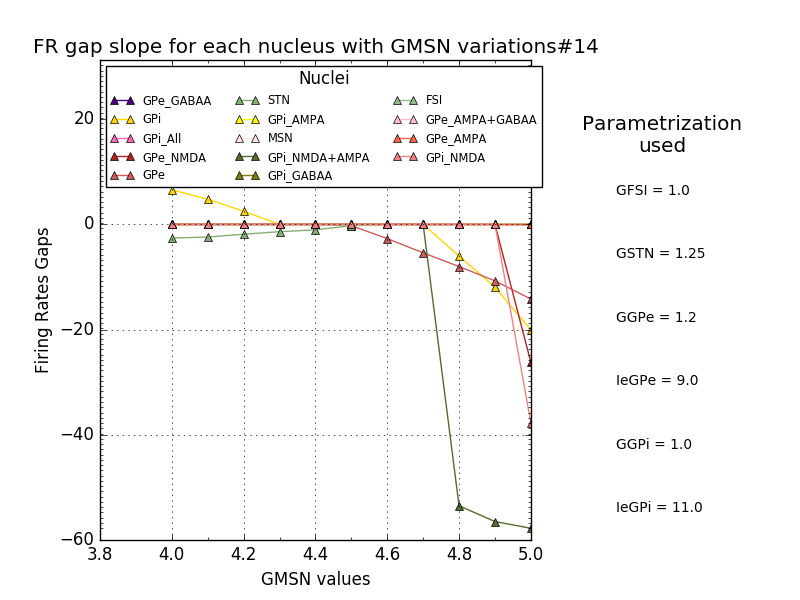 FR gap slope for each nucleus with GMSN variations#14
Nuclei
GPe_GABAA
GPi
GPi_All
GPe_NMDA
GPe
STN
GPi_AMPA
MSN
GPi_NMDA+AMPA
GPi_GABAA
FSI
GPe_AMPA+GABAA
GPe_AMPA
GPi_NMDA
20
0
−20
−40
−60
Firing Rates Gaps
3.8 4.0 4.2 4.4 4.6 4.8 5.0
GMSN values
Parametrization
used
GFSI = 1.0
GSTN = 1.25
GGPe = 1.2
IeGPe = 9.0
GGPi = 1.0
IeGPi = 11.0